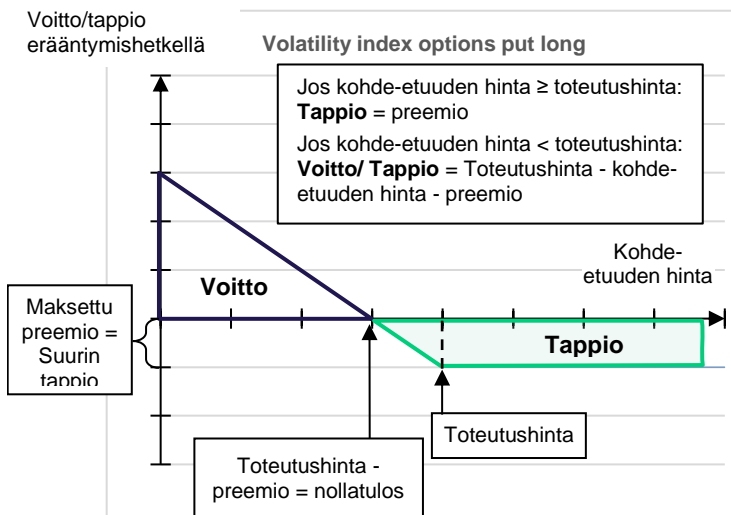 Voitto/tappio
erääntymishetkellä
Volatility index options put long
Jos kohde-etuuden hinta ≥ toteutushinta:
Tappio = preemio
Jos kohde-etuuden hinta < toteutushinta:
Voitto/ Tappio = Toteutushinta - kohde-
etuuden hinta - preemio
Kohde-
etuuden hinta
Voitto
Maksettu
preemio =
Suurin
tappio
Tappio
Toteutushinta
Toteutushinta -
preemio = nollatulos